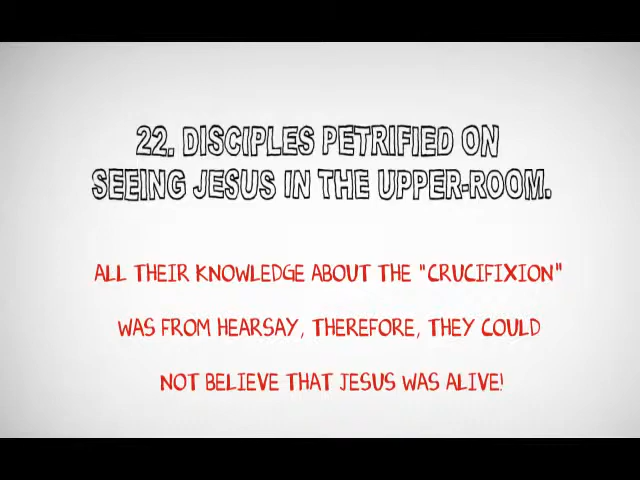 22. DISCIPLES PETRIFIED ON
SEEING JESUS IN THE UPPER-ROOM.
ALL THEIR KNOWLEDGE ABOUT THE "CRUCIFIXION"
WAS FROM HEARSAY, THEREFORE, THEY COULD
NOT BELIEVE THAT JESUS WAS ALIVE!